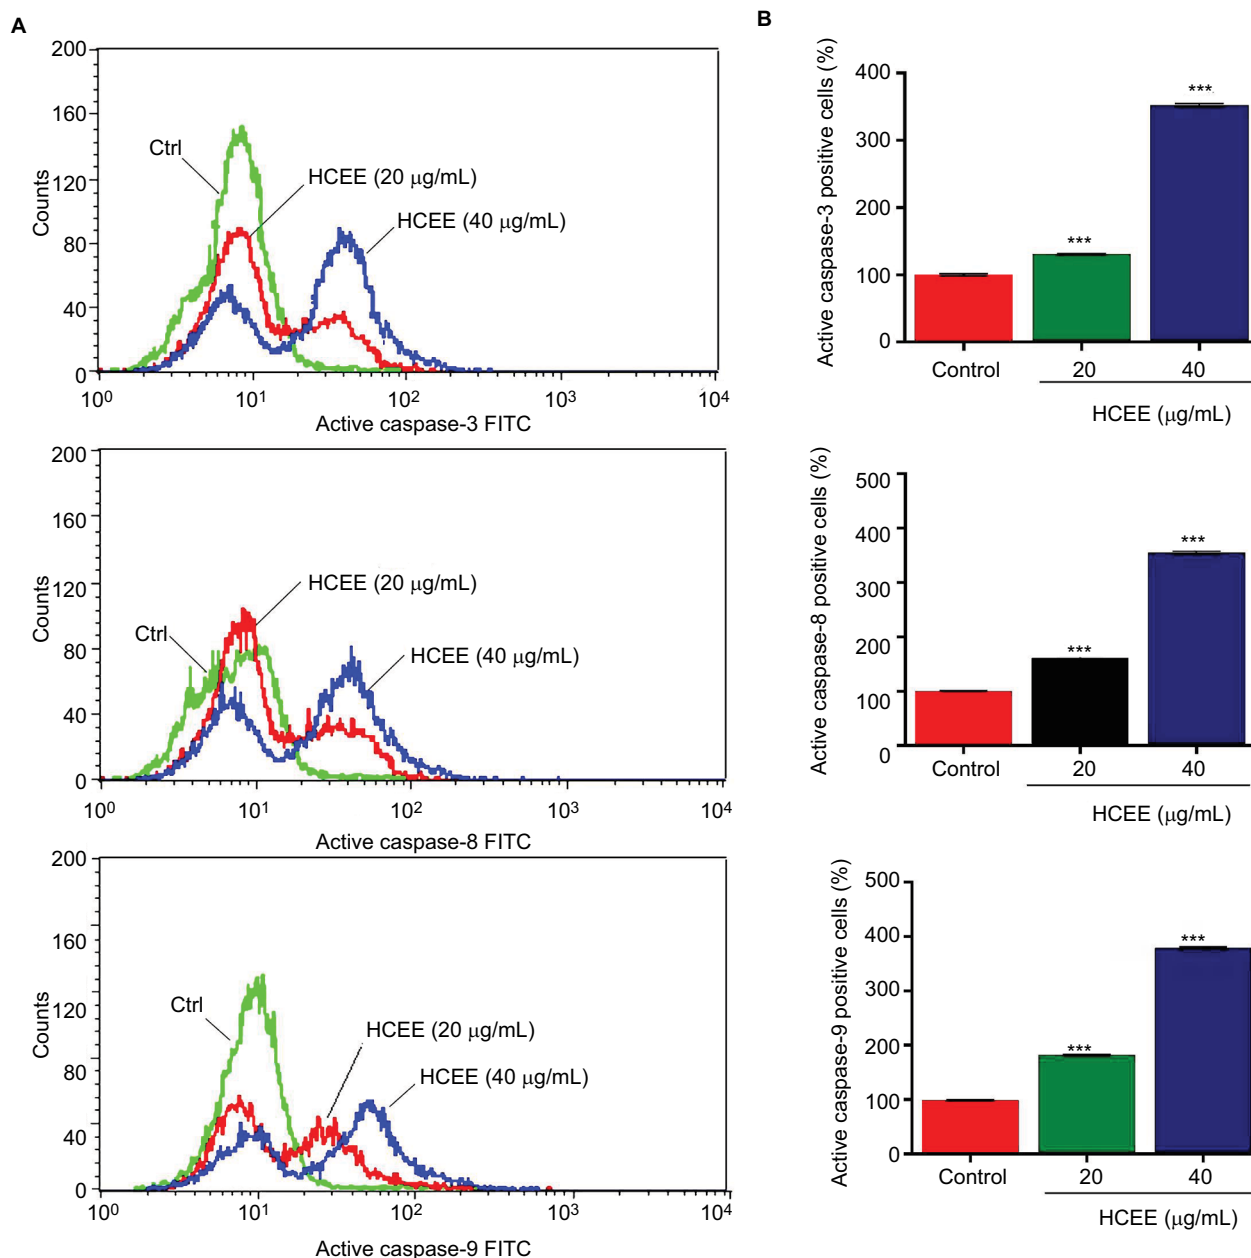 A
200
160
120
80
40
0
Counts
Ctrl
HCEE (20 μg/mL)
HCEE (40 μg/mL)
10⁰ 10¹ 10² 10³ 10⁴
Active caspase-3 FITC
200
160
120
80
40
0
Counts
Ctrl
HCEE (20 μg/mL)
HCEE (40 μg/mL)
10⁰ 10¹ 10² 10³ 10⁴
Active caspase-8 FITC
200
160
120
80
40
0
Counts
Ctrl
HCEE (20 μg/mL)
HCEE (40 μg/mL)
10⁰ 10¹ 10² 10³ 10⁴
Active caspase-9 FITC
B
Active caspase-3 positive cells (%)
400
300
200
100
0
***
***
Control 20 40
HCEE (μg/mL)
Active caspase-8 positive cells (%)
500
400
300
200
100
0
***
***
Control 20 40
HCEE (μg/mL)
Active caspase-9 positive cells (%)
500
400
300
200
100
0
***
***
Control 20 40
HCEE (μg/mL)